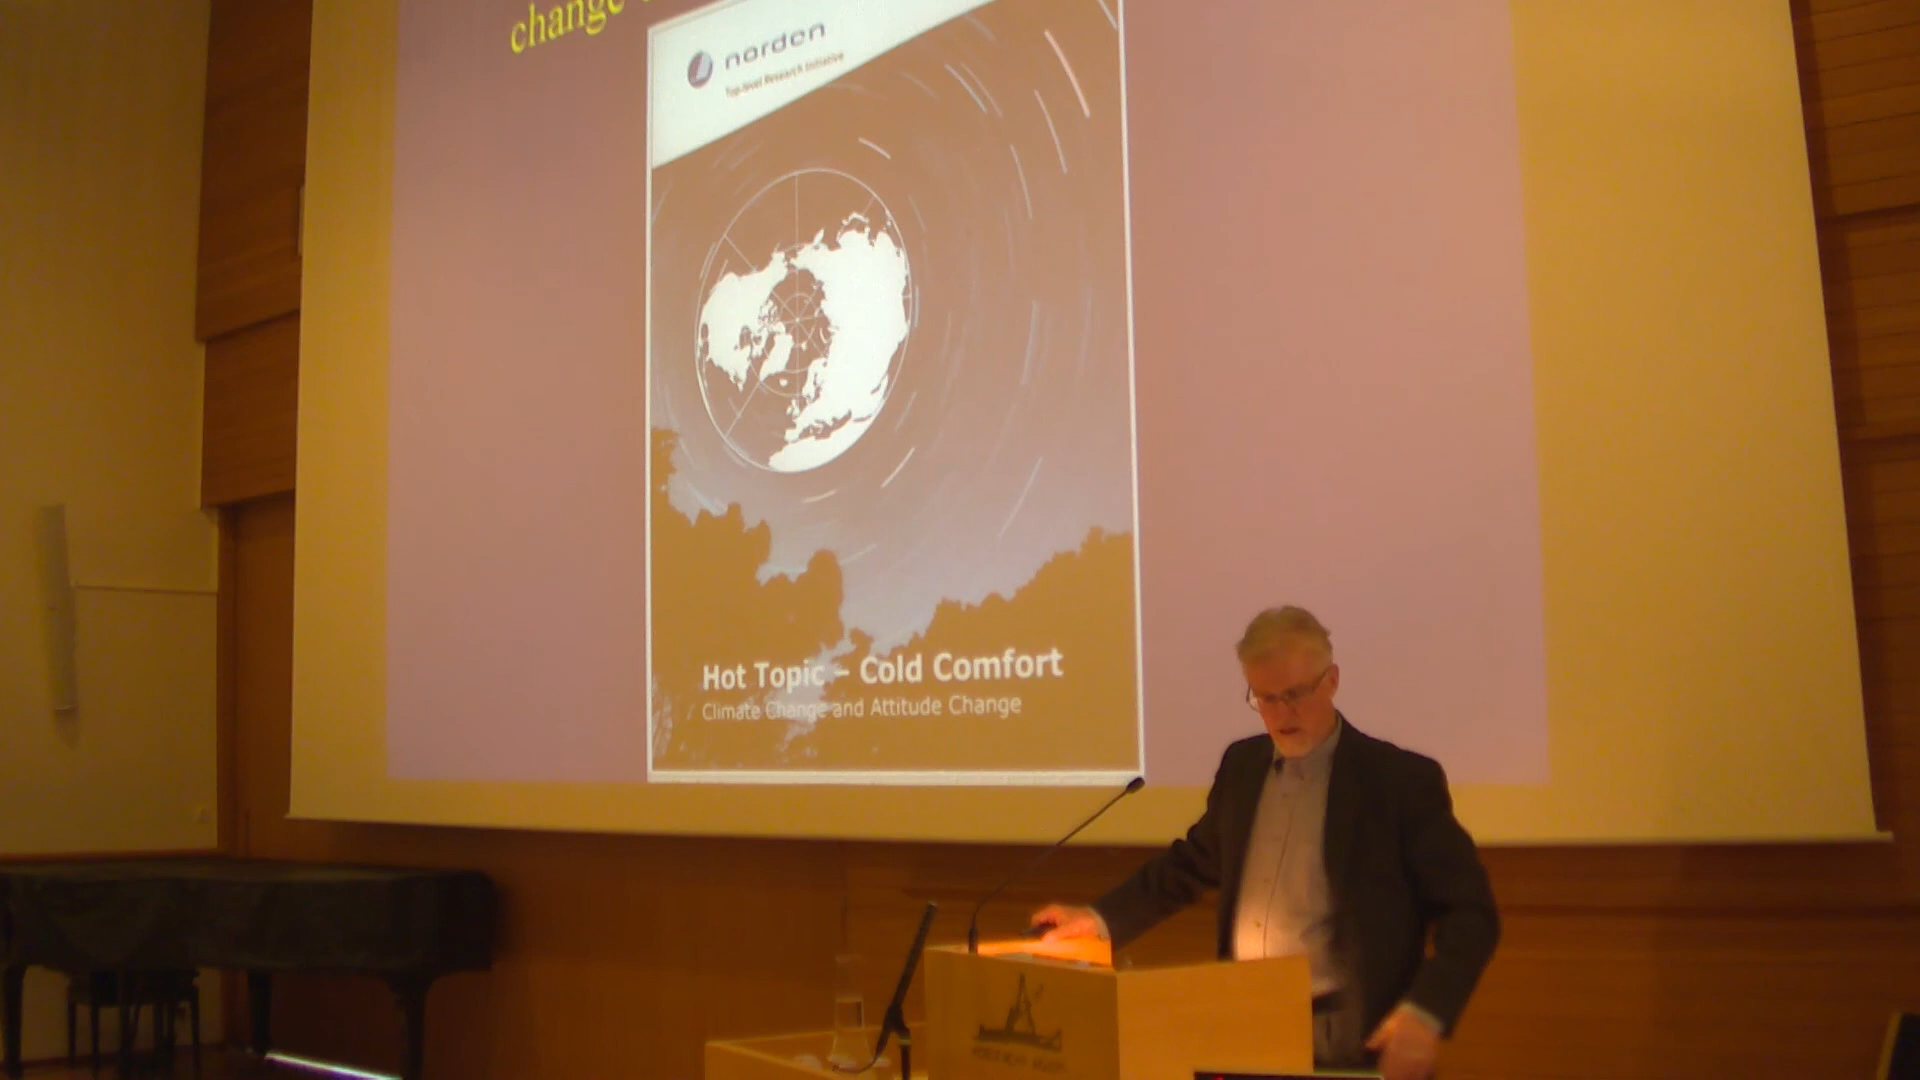 change
norden
Top-level Research Initiative
Hot Topic – Cold Comfort
Climate Change and Attitude Change